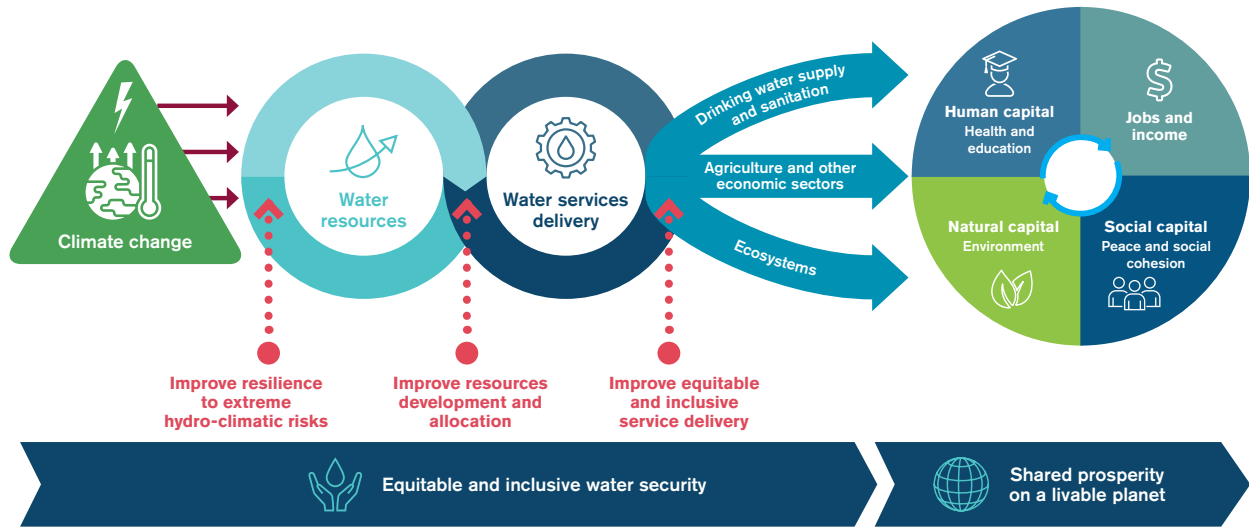 Climate change
Water
resources
Water services
delivery
Drinking water supply
and sanitation
Agriculture and other
economic sectors
Ecosystems
Human capital
Health and
education
Jobs and
income
Natural capital
Environment
Social capital
Peace and social
cohesion
Improve resilience
to extreme
hydro-climatic risks
Improve resources
development and
allocation
Improve equitable
and inclusive
service delivery
Equitable and inclusive water security
Shared prosperity
on a livable planet